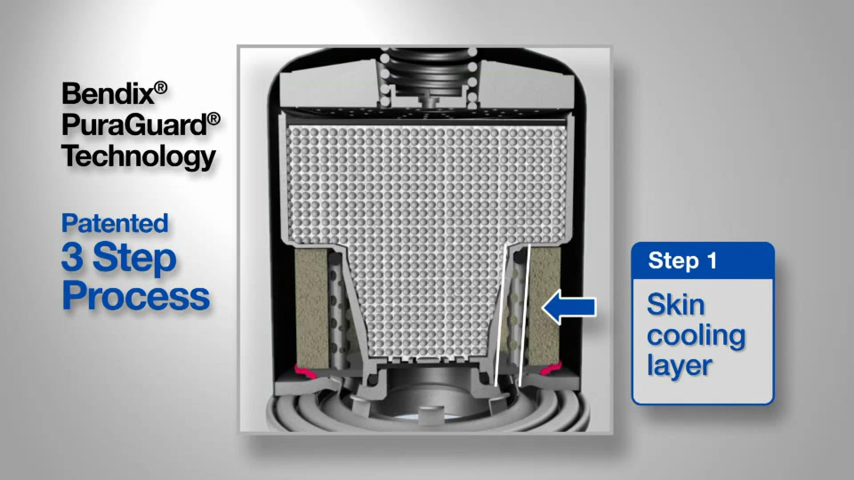 Bendix®
PuraGuard®
Technology
Patented
3 Step
Process
Step 1
Skin
cooling
layer